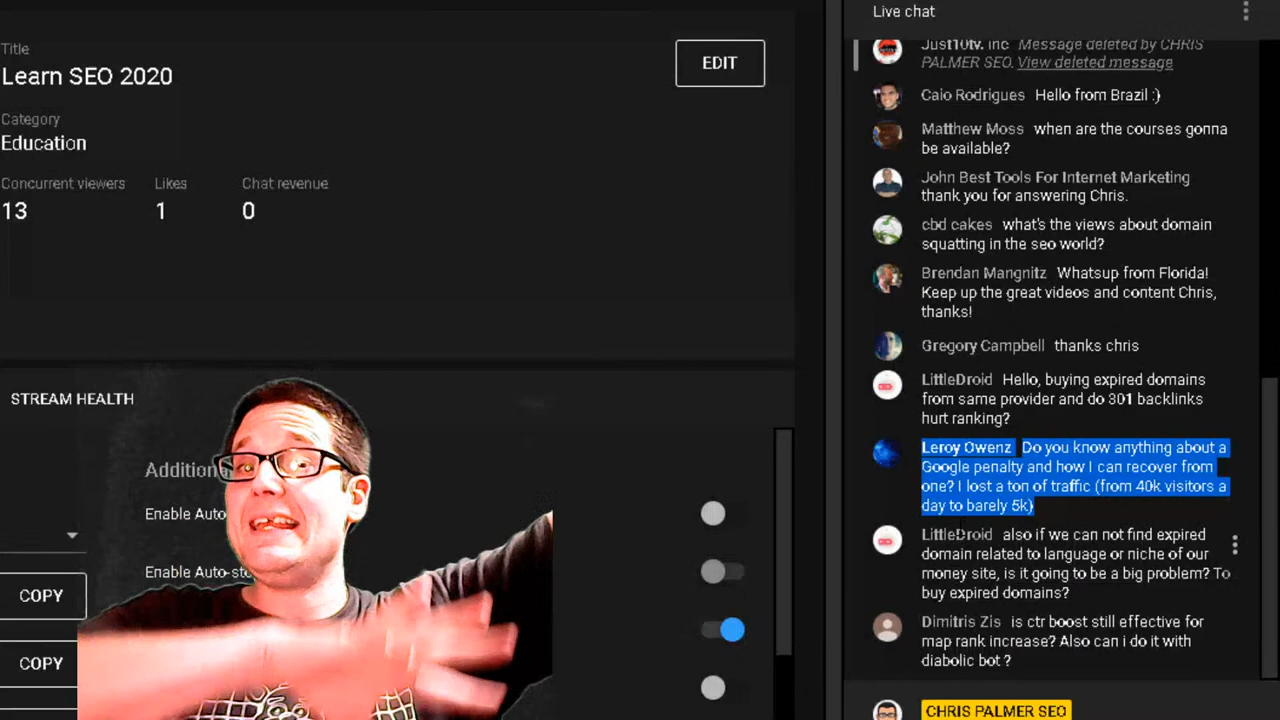 Title
Learn SEO 2020
EDIT
Category
Education
Concurrent viewers Likes Chat revenue
13 1 0
STREAM HEALTH
Additiona
Enable Auto
Enable Auto-sto
COPY
COPY
Live chat
Just10tv. inc Message deleted by CHRIS
PALMER SEO. View deleted message
Caio Rodrigues Hello from Brazil :)
Matthew Moss when are the courses gonna
be available?
John Best Tools For Internet Marketing
thank you for answering Chris.
cbd cakes what's the views about domain
squatting in the seo world?
Brendan Mangnitz Whatsup from Florida!
Keep up the great videos and content Chris,
thanks!
Gregory Campbell thanks chris
LittleDroid Hello, buying expired domains
from same provider and do 301 backlinks
hurt ranking?
Leroy Owenz Do you know anything about a
Google penalty and how I can recover from
one? I lost a ton of traffic (from 40k visitors a
day to barely 5k)
LittleDroid also if we can not find expired
domain related to language or niche of our
money site, is it going to be a big problem? To
buy expired domains?
Dimitris Zis is ctr boost still effective for
map rank increase? Also can i do it with
diabolic bot ?
CHRIS PALMER SEO